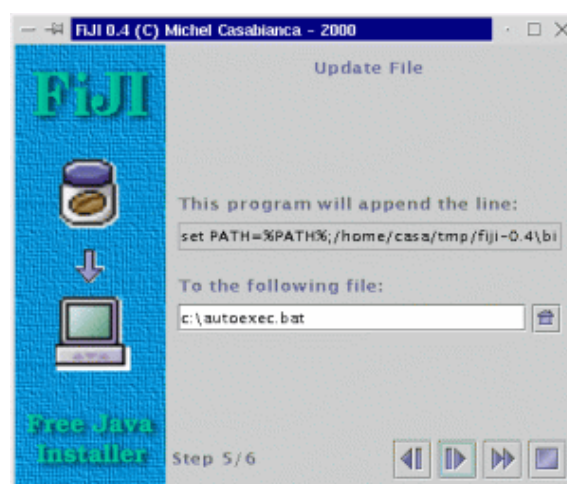 FiJI 0.4 (C) Michel Casabianca - 2000
FiJI
Update File
This program will append the line:
set PATH=%PATH%;/home/casa/tmp/fiji-0.4\bi
To the following file:
c:\autoexec.bat
Free Java
Installer
Step 5/6